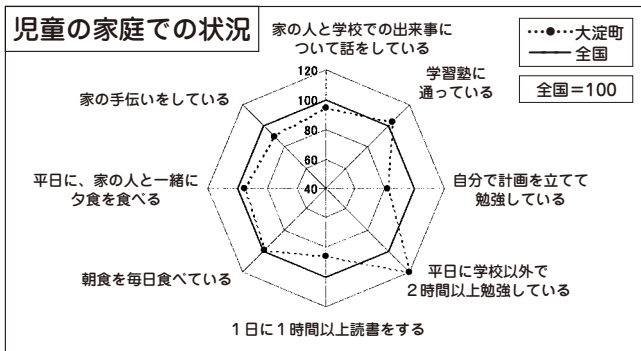 児童の家庭での状況
家の人と学校での出来事に
ついて話をしている
大淀町
全国
全国＝100
学習塾に
通っている
自分で計画を立てて
勉強している
平日に学校以外で
２時間以上勉強している
１日に１時間以上読書をする
朝食を毎日食べている
平日に、家の人と一緒に
夕食を食べる
家の手伝いをしている
120
100
80
60
40